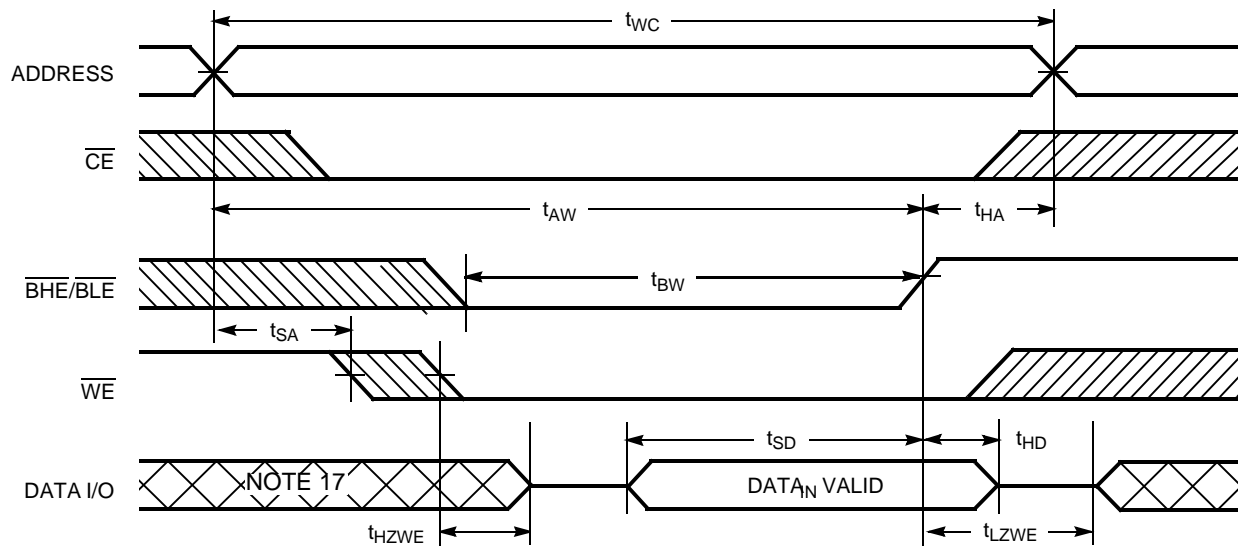 tWC
ADDRESS
CE
tAW
tHA
BHE/BLE
tBW
tSA
WE
tSD
tHD
DATA I/O
NOTE 17
DATAIN VALID
tHZWE
tLZWE